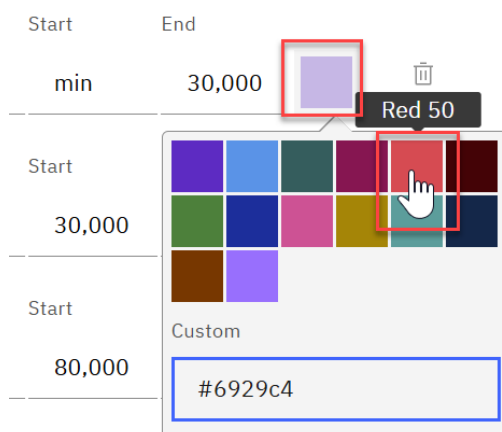 Start End
min 30,000
Red 50
Start
30,000
Start
Custom
80,000
#6929c4